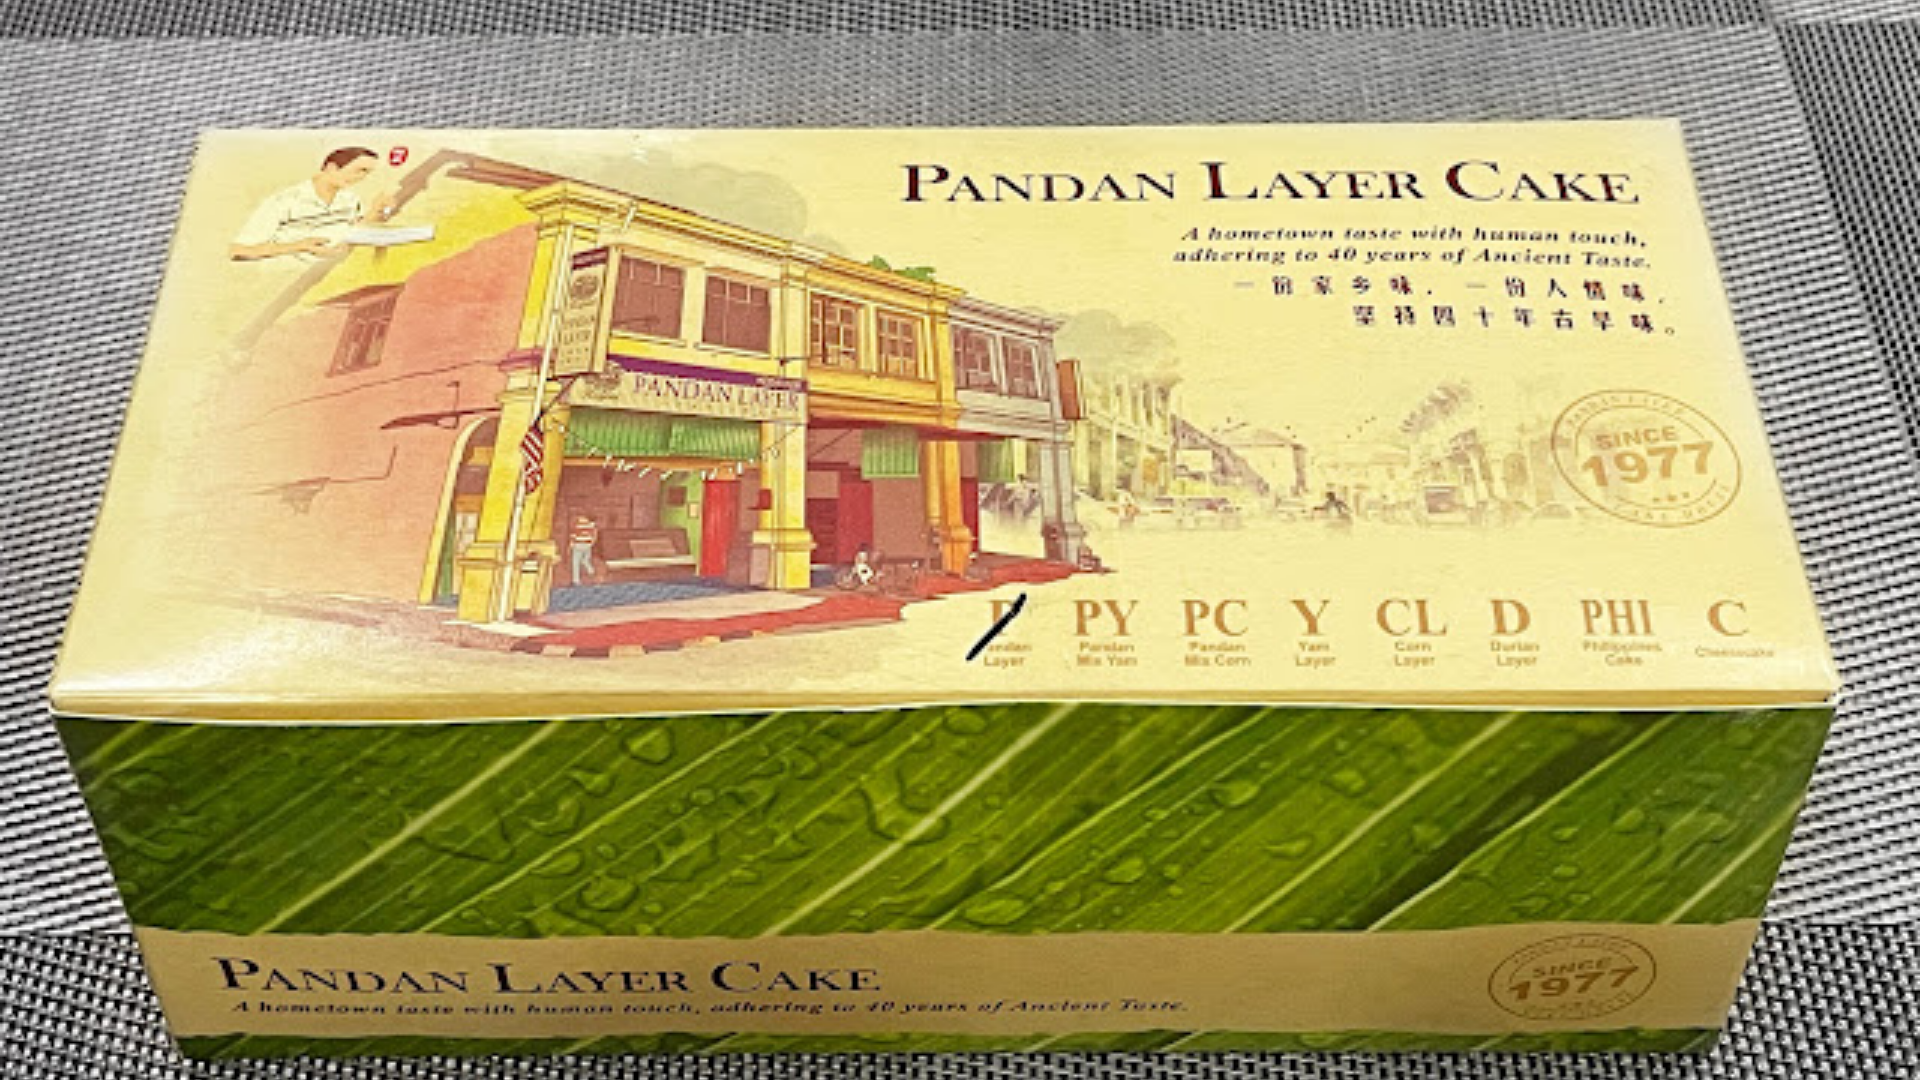 PANDAN LAYER CAKE
A hometown taste with human touch,
adhering to 40 years of Ancient Taste.
一份家乡味，一份人情味，
坚持四十年古早味。
PANDAN LAYER
PANDAN LAYER
SINCE
1977
P PY PC Y CL D PHI C
Pandan Layer
Pandan Mix Yam
Pandan Mix Corn
Yam Layer
Corn Layer
Durian Layer
Philippines Cake
Cheesecake
PANDAN LAYER CAKE
A hometown taste with human touch, adhering to 40 years of Ancient Taste.
SINCE
1977